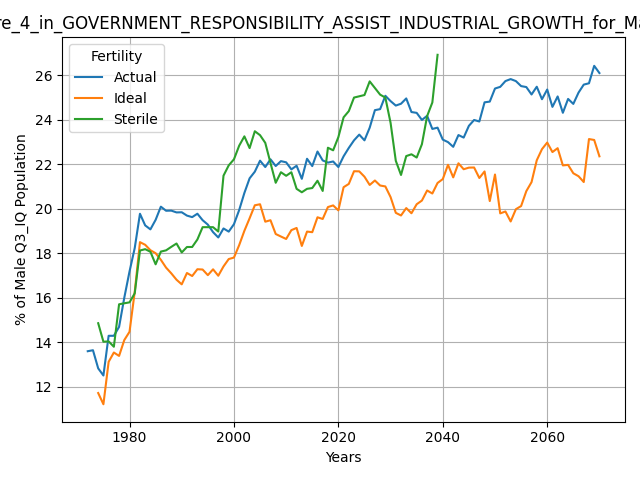 re_4_in_GOVERNMENT_RESPONSIBILITY_ASSIST_INDUSTRIAL_GROWTH_for_Ma
Fertility
Actual
Ideal
Sterile
% of Male Q3_IQ Population
26
24
22
20
18
16
14
12
1980 2000 2020 2040 2060
Years